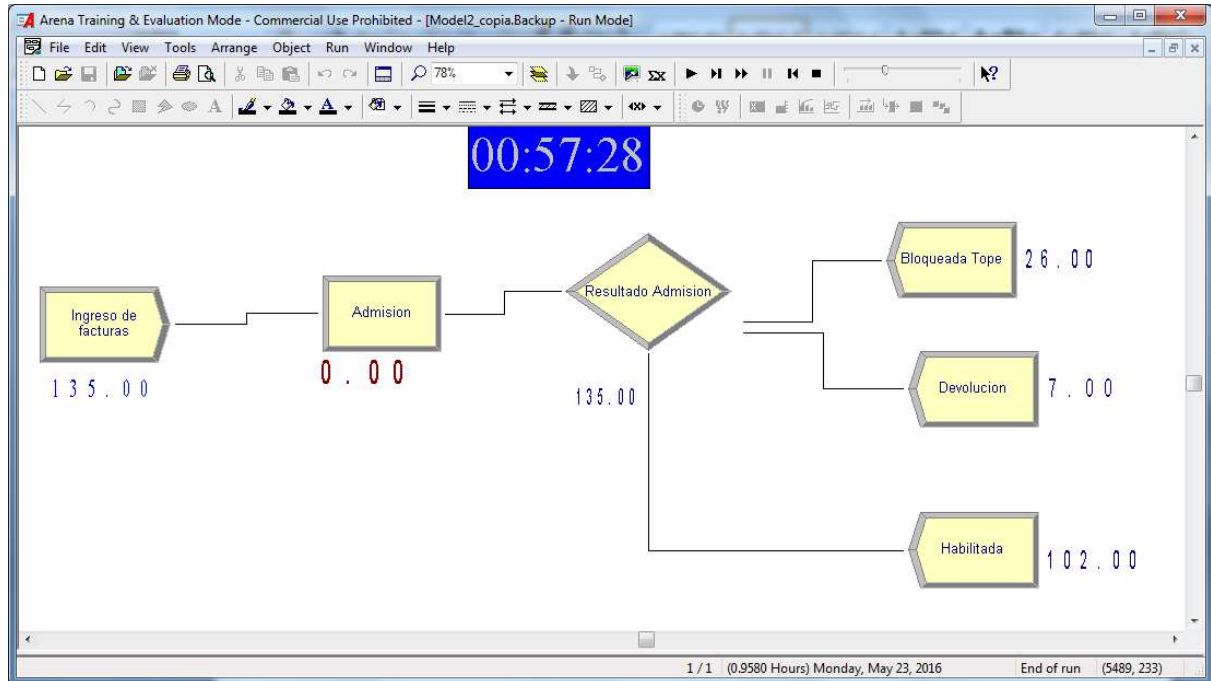 Arena Training & Evaluation Mode - Commercial Use Prohibited - [Model2_copia.Backup - Run Mode]
File Edit View Tools Arrange Object Run Window Help
78%
00:57:28
Bloqueada Tope
26.00
Resultado Admision
Ingreso de
facturas
Admision
135.00
0.00
135.00
Devolucion
7.00
Habilitada
102.00
1 / 1 (0.9580 Hours) Monday, May 23, 2016 End of run (5489, 233)